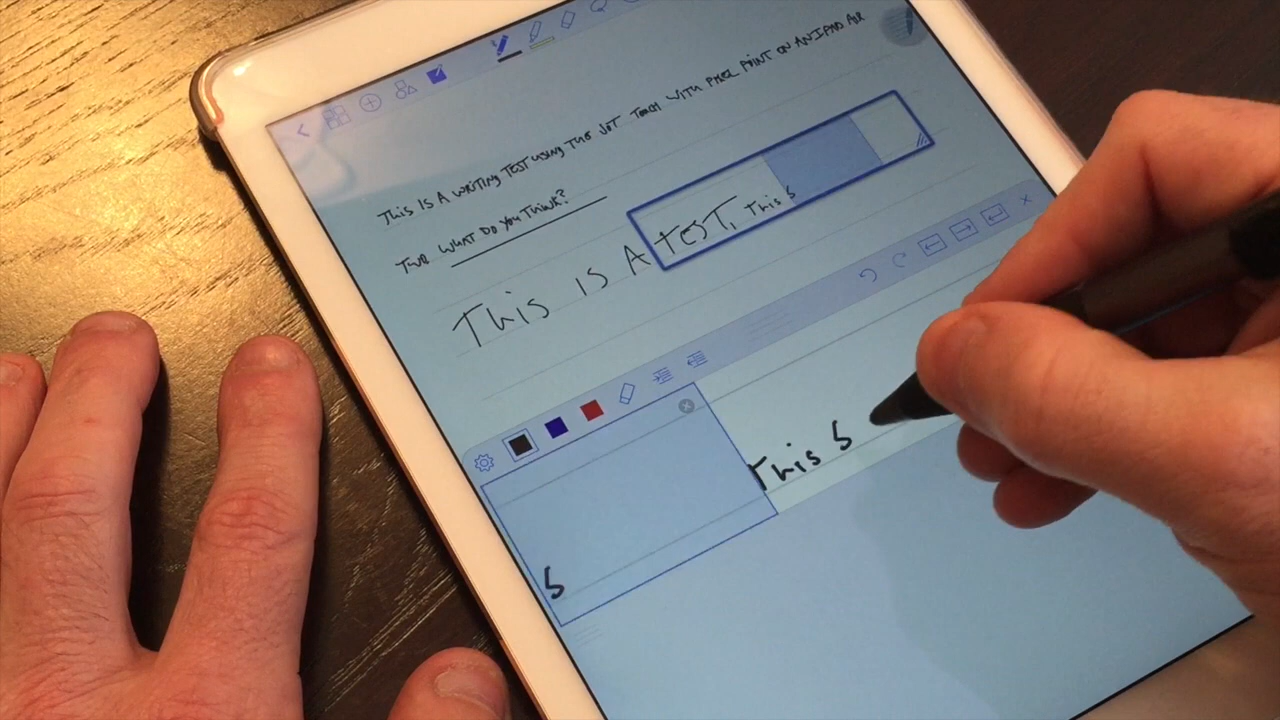 THis IS A WRITING TEST USING THE JOT TOUCH WITH PIXEL POINT ON AN IPAD AIR
TWO WHAT DO YOU THINK?
THis IS A TEST, This s
This s
s